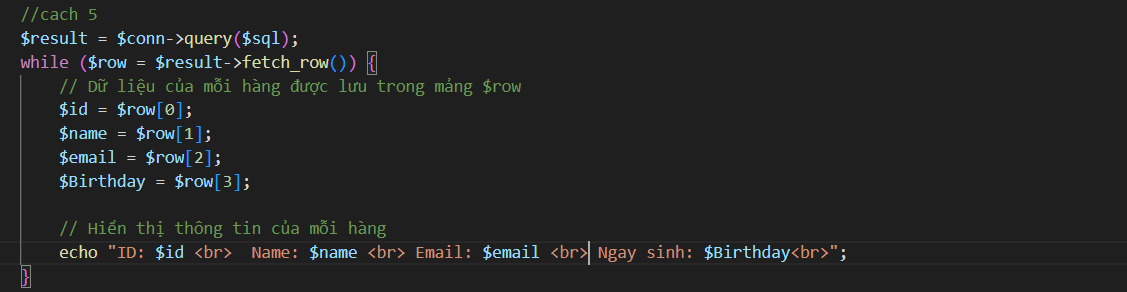 //cach 5
$result = $conn->query($sql);
while ($row = $result->fetch_row()) {
// Dữ liệu của mỗi hàng được lưu trong mảng $row
$id = $row[0];
$name = $row[1];
$email = $row[2];
$Birthday = $row[3];
// Hiển thị thông tin của mỗi hàng
echo "ID: $id <br>  Name: $name <br> Email: $email <br> Ngay sinh: $Birthday<br>";
}